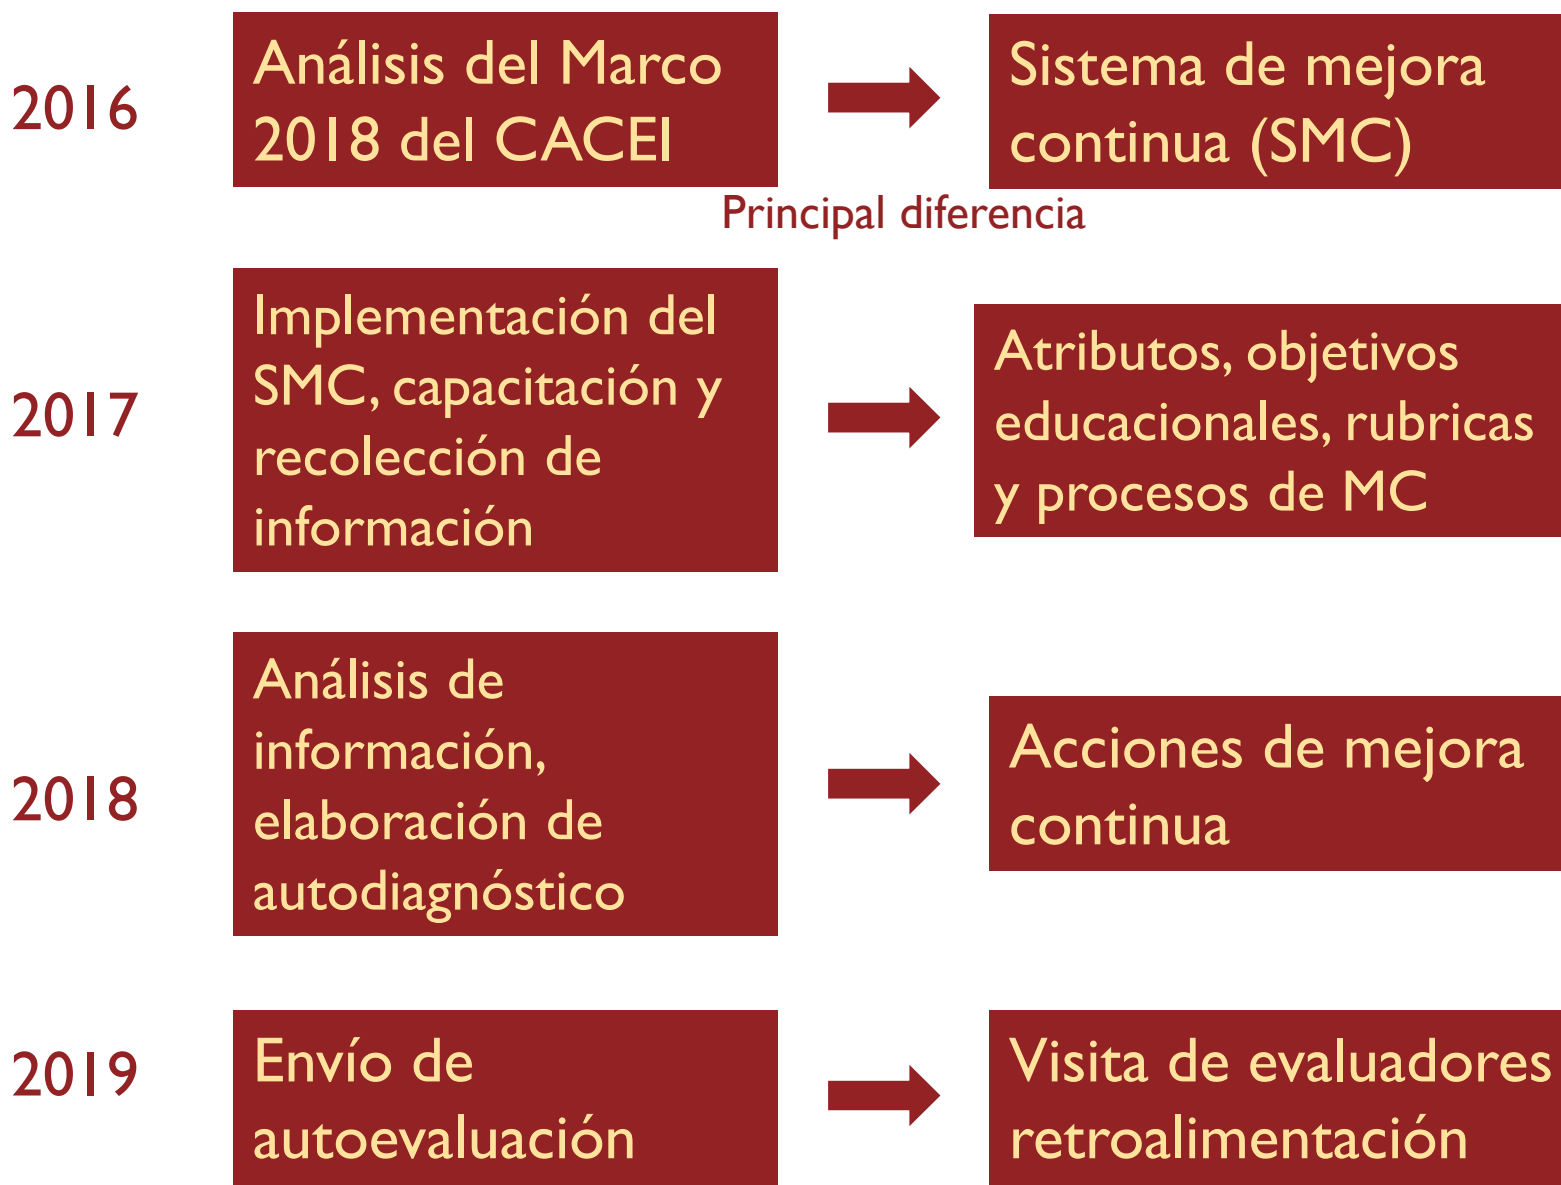 2016
Análisis del Marco
2018 del CACEI
Sistema de mejora
continua (SMC)
Principal diferencia
2017
Implementación del
SMC, capacitación y
recolección de
información
Atributos, objetivos
educacionales, rubricas
y procesos de MC
2018
Análisis de
información,
elaboración de
autodiagnóstico
Acciones de mejora
continua
2019
Envío de
autoevaluación
Visita de evaluadores
retroalimentación